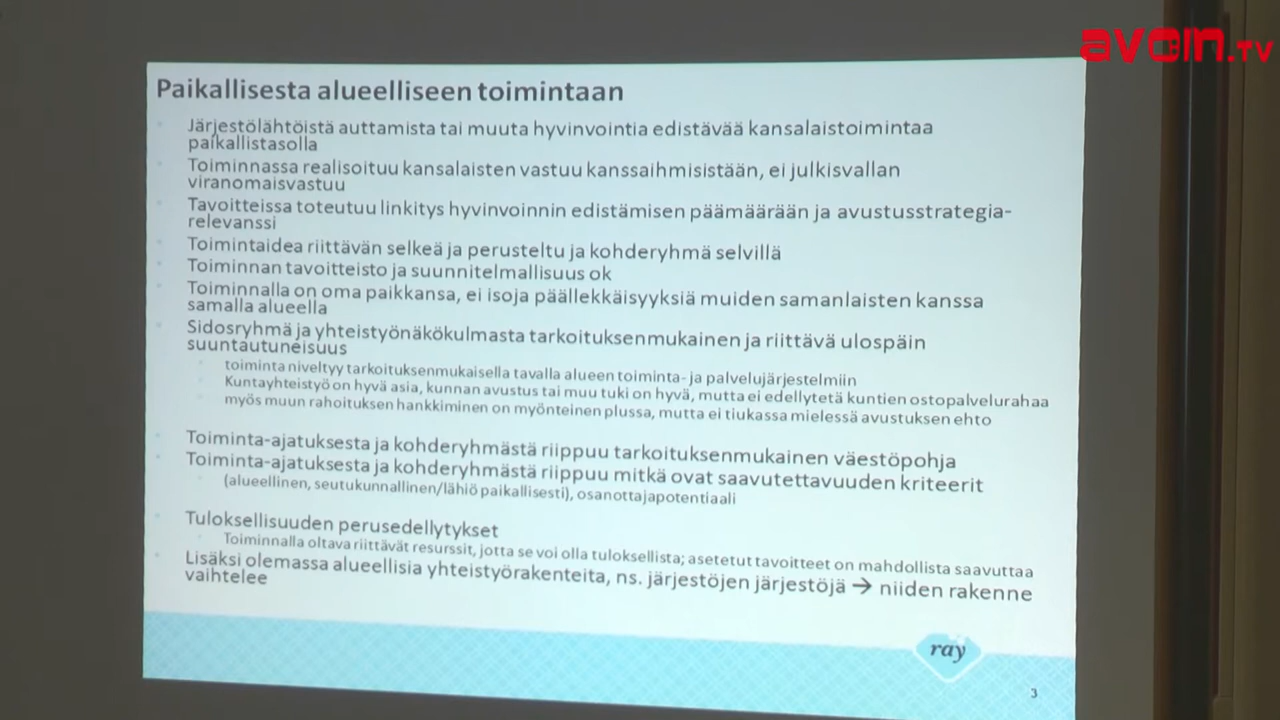 avoin.TV
Paikallisesta alueelliseen toimintaan
Järjestölähtöistä auttamista tai muuta hyvinvointia edistävää kansalaistoimintaa
paikallistasolla
Toiminnassa realisoituu kansalaisten vastuu kanssaihmisistään, ei julkisvallan
viranomaisvastuu
Tavoitteissa toteutuu linkitys hyvinvoinnin edistämisen päämäärään ja avustusstrategia-
relevanssi
Toimintaidea riittävän selkeä ja perusteltu ja kohderyhmä selvillä
Toiminnan tavoitteisto ja suunnitelmallisuus ok
Toiminnalla on oma paikkansa, ei isoja päällekkäisyyksiä muiden samanlaisten kanssa
samalla alueella
Sidosryhmä ja yhteistyönäkökulmasta tarkoituksenmukainen ja riittävä ulospäin
suuntautuneisuus
toiminta niveltyy tarkoituksenmukaisella tavalla alueen toiminta- ja palvelujärjestelmiin
Kuntayhteistyö on hyvä asia, kunnan avustus tai muu tuki on hyvä, mutta ei edellytetä kuntien ostopalvelurahaa
myös muun rahoituksen hankkiminen on myönteinen plussa, mutta ei tiukassa mielessä avustuksen ehto
Toiminta-ajatuksesta ja kohderyhmästä riippuu tarkoituksenmukainen väestöpohja
Toiminta-ajatuksesta ja kohderyhmästä riippuu mitkä ovat saavutettavuuden kriteerit
(alueellinen, seutukunnallinen/lähiö paikallisesti), osanottajapotentiaali
Tuloksellisuuden perusedellytykset
Toiminnalla oltava riittävät resurssit, jotta se voi olla tuloksellista; asetetut tavoitteet on mahdollista saavuttaa
Lisäksi olemassa alueellisia yhteistyörakenteita, ns. järjestöjen järjestöjä → niiden rakenne
vaihtelee
ray
3